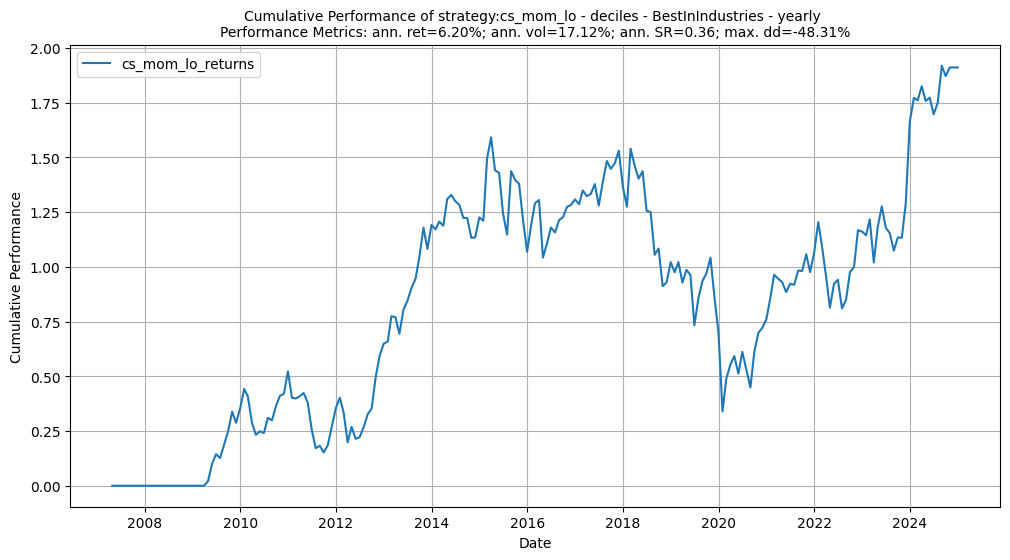 Cumulative Performance of strategy:cs_mom_lo - deciles - BestInIndustries - yearly
Performance Metrics: ann. ret=6.20%; ann. vol=17.12%; ann. SR=0.36; max. dd=-48.31%
cs_mom_lo_returns
Cumulative Performance
2.00
1.75
1.50
1.25
1.00
0.75
0.50
0.25
0.00
2008 2010 2012 2014 2016 2018 2020 2022 2024
Date